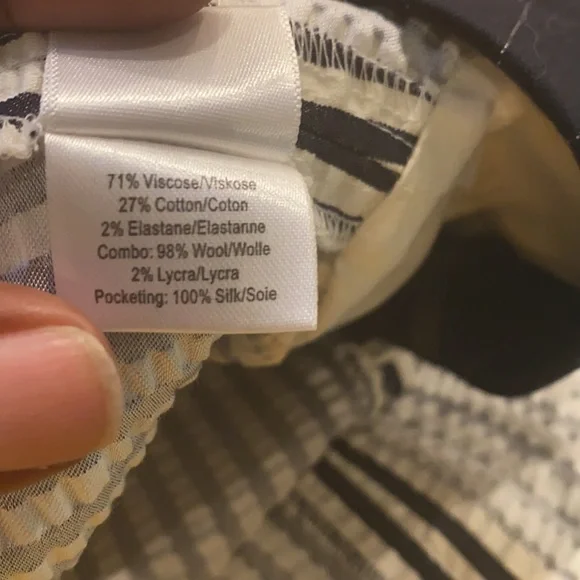 71% Viscose/Viskose
27% Cotton/Coton
2% Elastane/Elastanne
Combo: 98% Wool/Wolle
2% Lycra/Lycra
Pocketing: 100% Silk/Soie